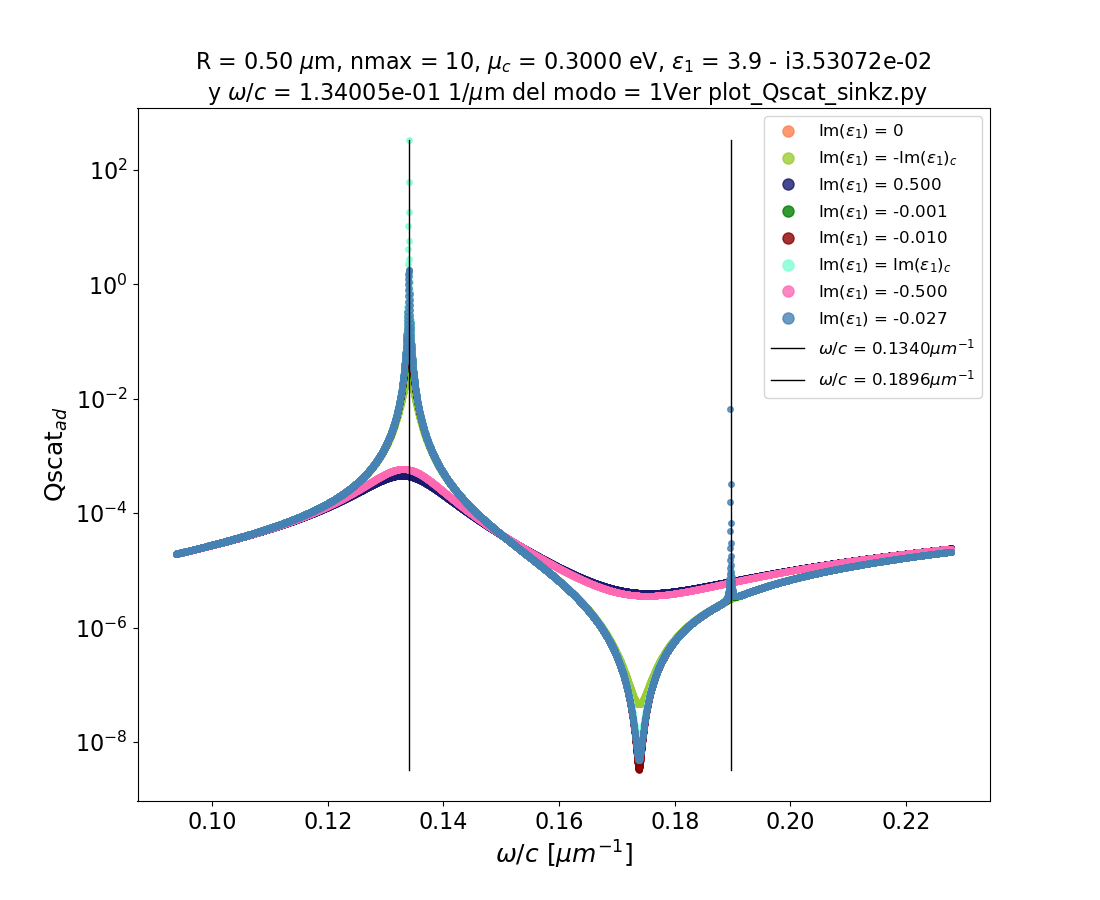 R = 0.50 μm, nmax = 10, μc = 0.3000 eV, ε1 = 3.9 - i3.53072e-02
y ω/c = 1.34005e-01 1/μm del modo = 1Ver plot_Qscat_sinkz.py
Im(ε1) = 0
Im(ε1) = -Im(ε1)c
Im(ε1) = 0.500
Im(ε1) = -0.001
Im(ε1) = -0.010
Im(ε1) = Im(ε1)c
Im(ε1) = -0.500
Im(ε1) = -0.027
ω/c = 0.1340μm⁻¹
ω/c = 0.1896μm⁻¹
Qscatad
10²
10⁰
10⁻²
10⁻⁴
10⁻⁶
10⁻⁸
0.10 0.12 0.14 0.16 0.18 0.20 0.22
ω/c [μm⁻¹]